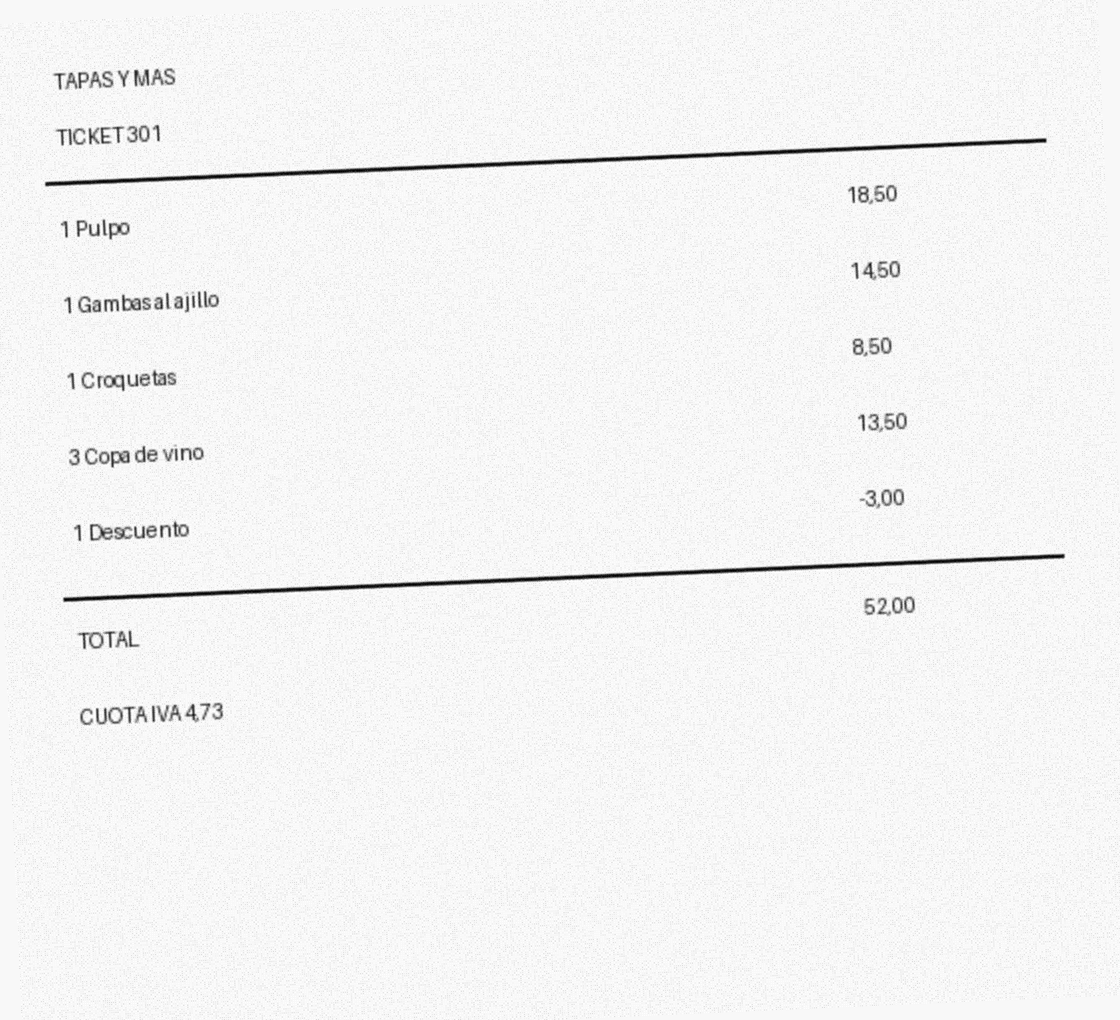 TAPAS Y MAS
TICKET 301
1 Pulpo 18,50
1 Gambas al ajillo 14,50
1 Croquetas 8,50
3 Copa de vino 13,50
1 Descuento -3,00
TOTAL 52,00
CUOTA IVA 4,73